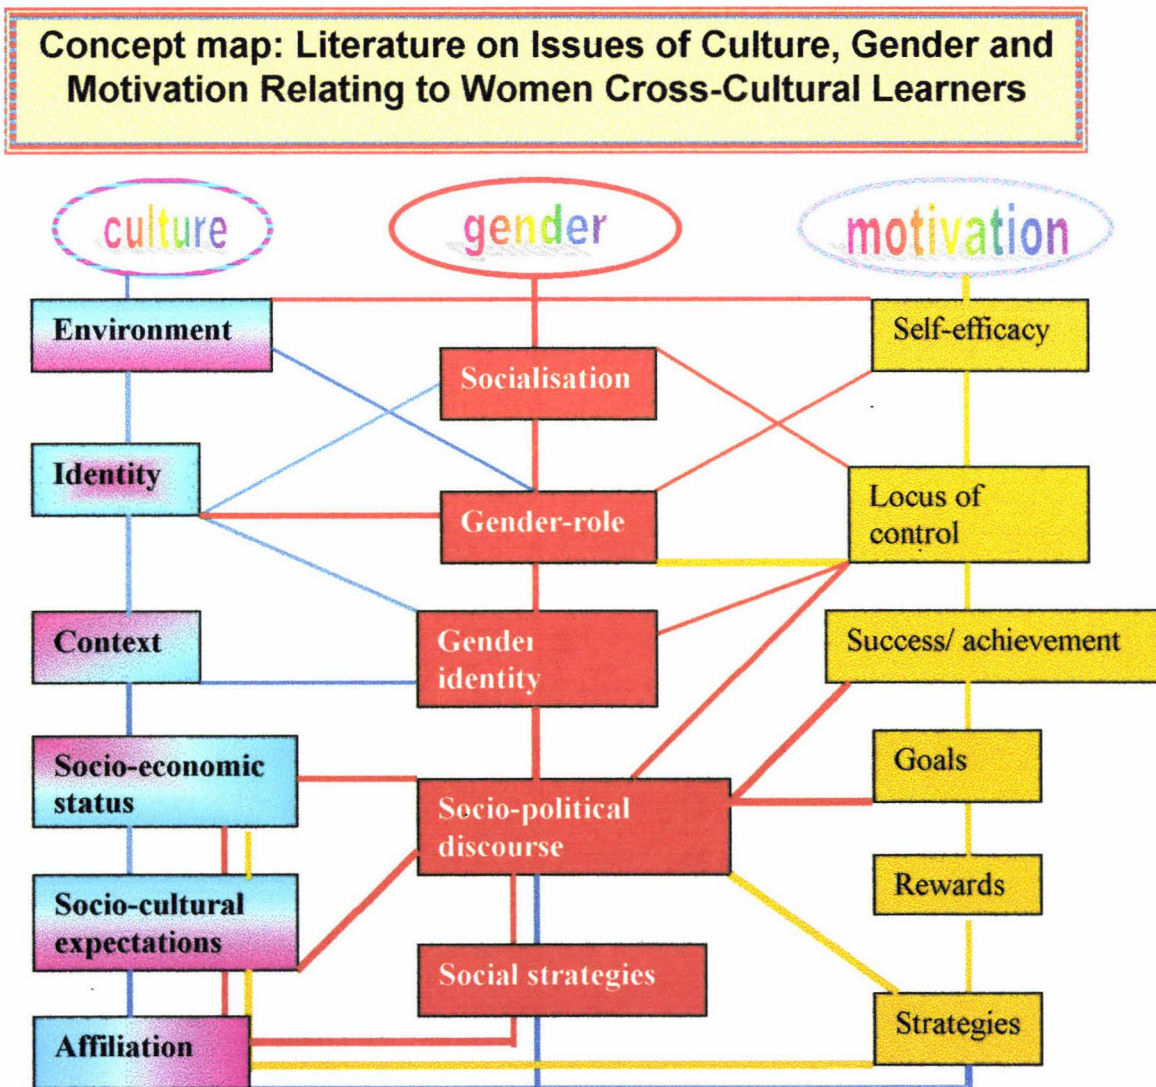 Concept map: Literature on Issues of Culture, Gender and
Motivation Relating to Women Cross-Cultural Learners
culture
gender
motivation
Environment
Identity
Context
Socio-economic
status
Socio-cultural
expectations
Affiliation
Socialisation
Gender-role
Gender
identity
Socio-political
discourse
Social strategies
Self-efficacy
Locus of
control
Success/ achievement
Goals
Rewards
Strategies